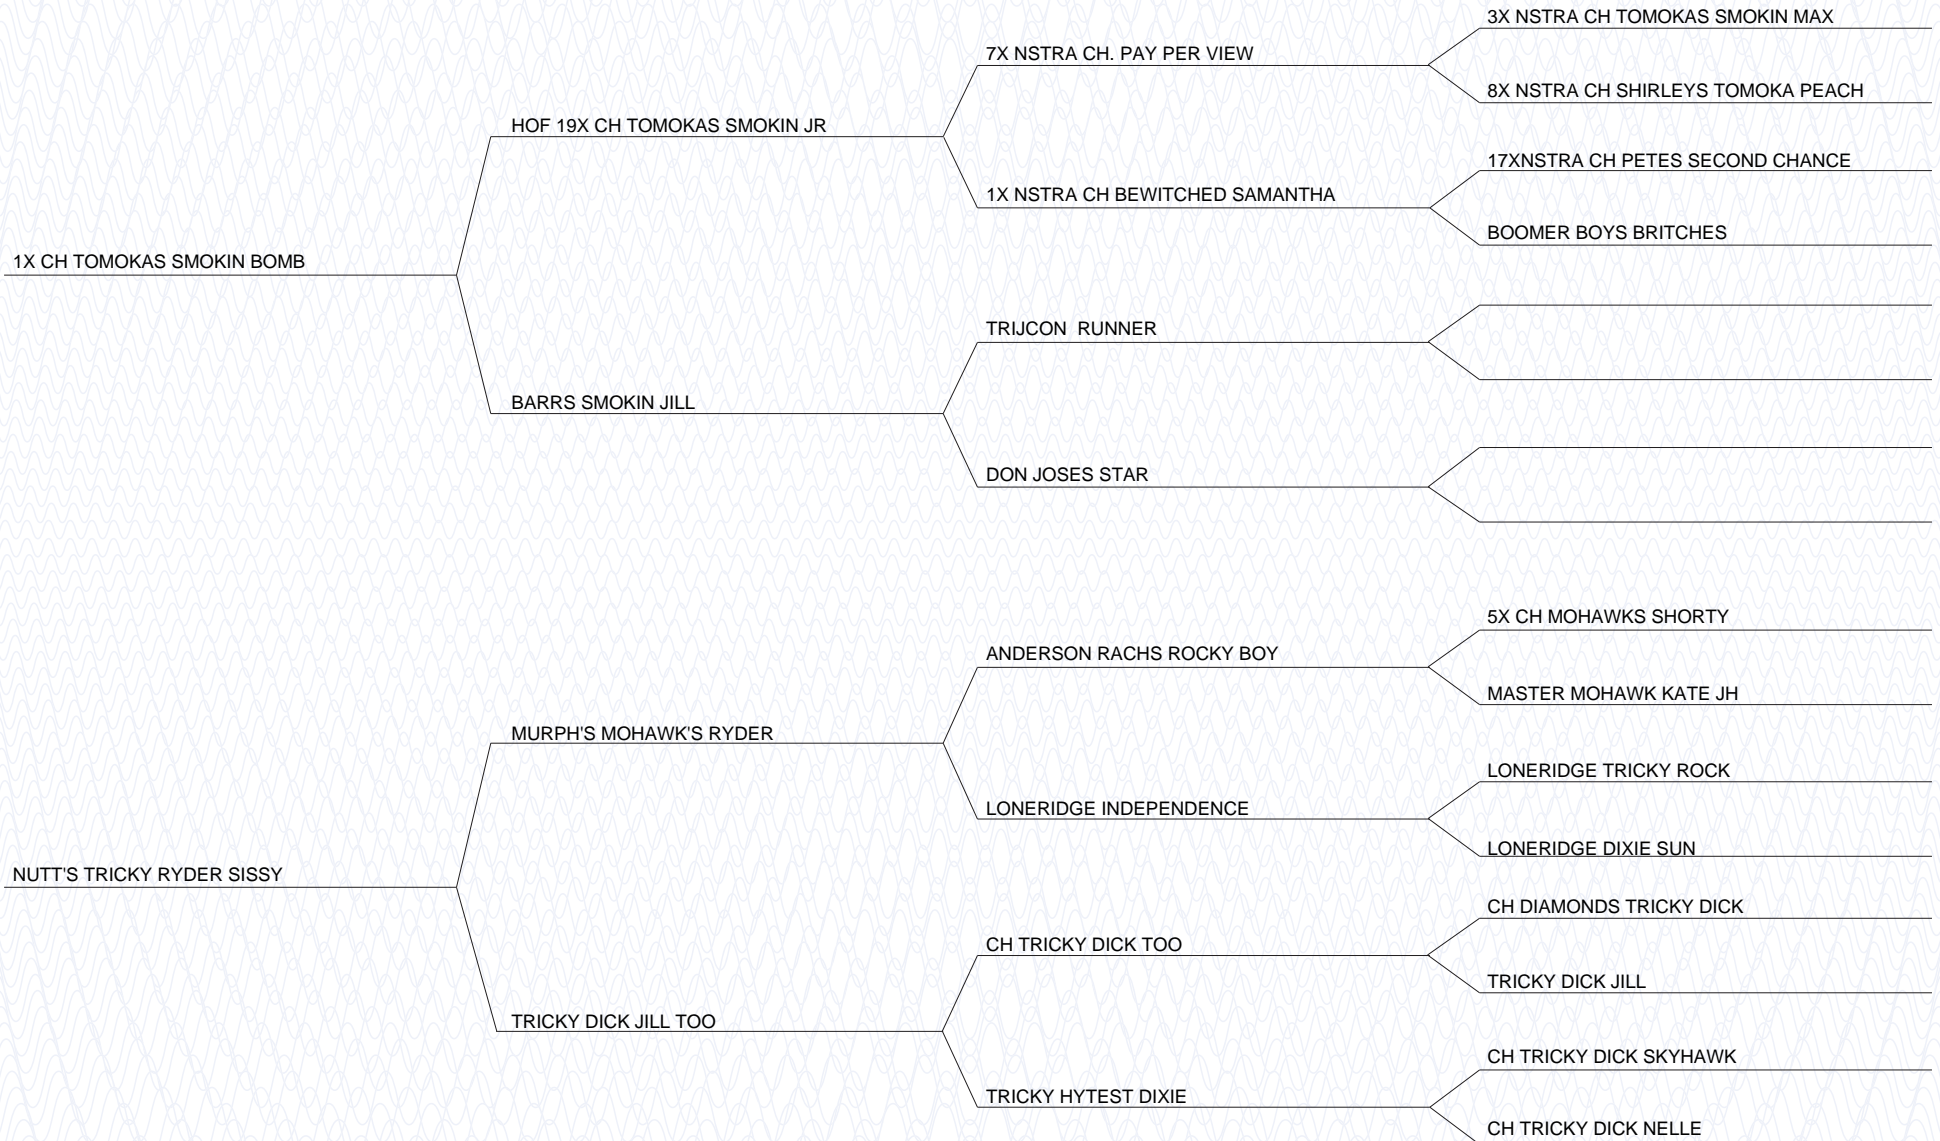 3X NSTRA CH TOMOKAS SMOKIN MAX
7X NSTRA CH. PAY PER VIEW
8X NSTRA CH SHIRLEYS TOMOKA PEACH
HOF 19X CH TOMOKAS SMOKIN JR
17XNSTRA CH PETES SECOND CHANCE
1X NSTRA CH BEWITCHED SAMANTHA
BOOMER BOYS BRITCHES
1X CH TOMOKAS SMOKIN BOMB
TRIJCON  RUNNER
BARRS SMOKIN JILL
DON JOSES STAR
5X CH MOHAWKS SHORTY
ANDERSON RACHS ROCKY BOY
MASTER MOHAWK KATE JH
MURPH'S MOHAWK'S RYDER
LONERIDGE TRICKY ROCK
LONERIDGE INDEPENDENCE
LONERIDGE DIXIE SUN
NUTT'S TRICKY RYDER SISSY
CH DIAMONDS TRICKY DICK
CH TRICKY DICK TOO
TRICKY DICK JILL
TRICKY DICK JILL TOO
CH TRICKY DICK SKYHAWK
TRICKY HYTEST DIXIE
CH TRICKY DICK NELLE